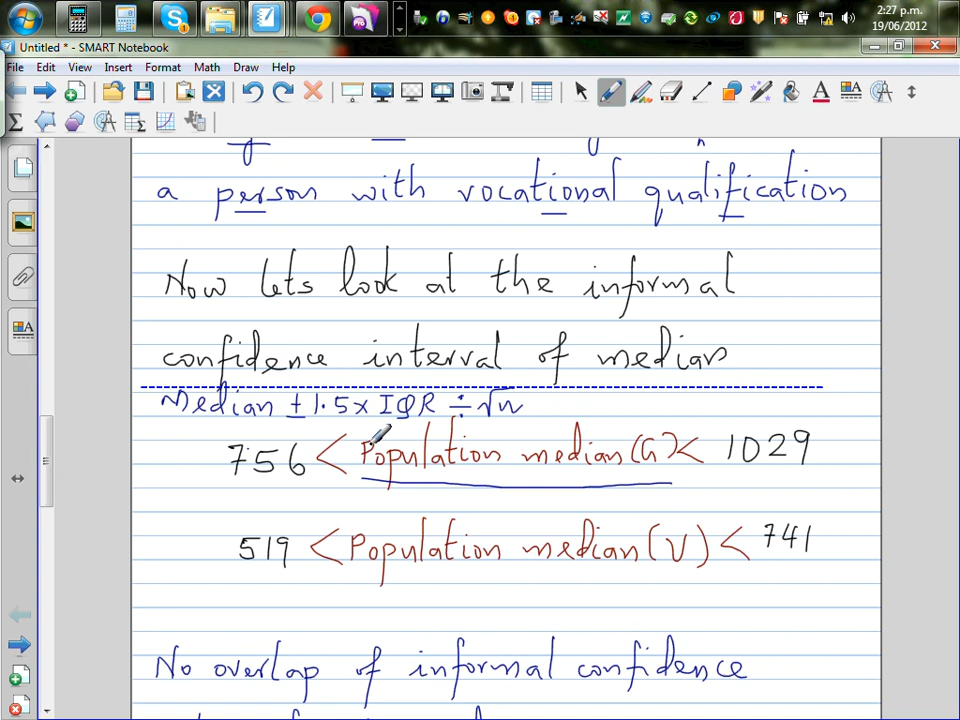 2:27 p.m.
19/06/2012
Untitled * - SMART Notebook
File Edit View Insert Format Math Draw Help
a person with vocational qualification
Now lets look at the informal
confidence interval of median
Median ± 1.5 x IQR ÷ √n
756 < Population median (G) < 1029
519 < Population median (V) < 741
No overlap of informal confidence